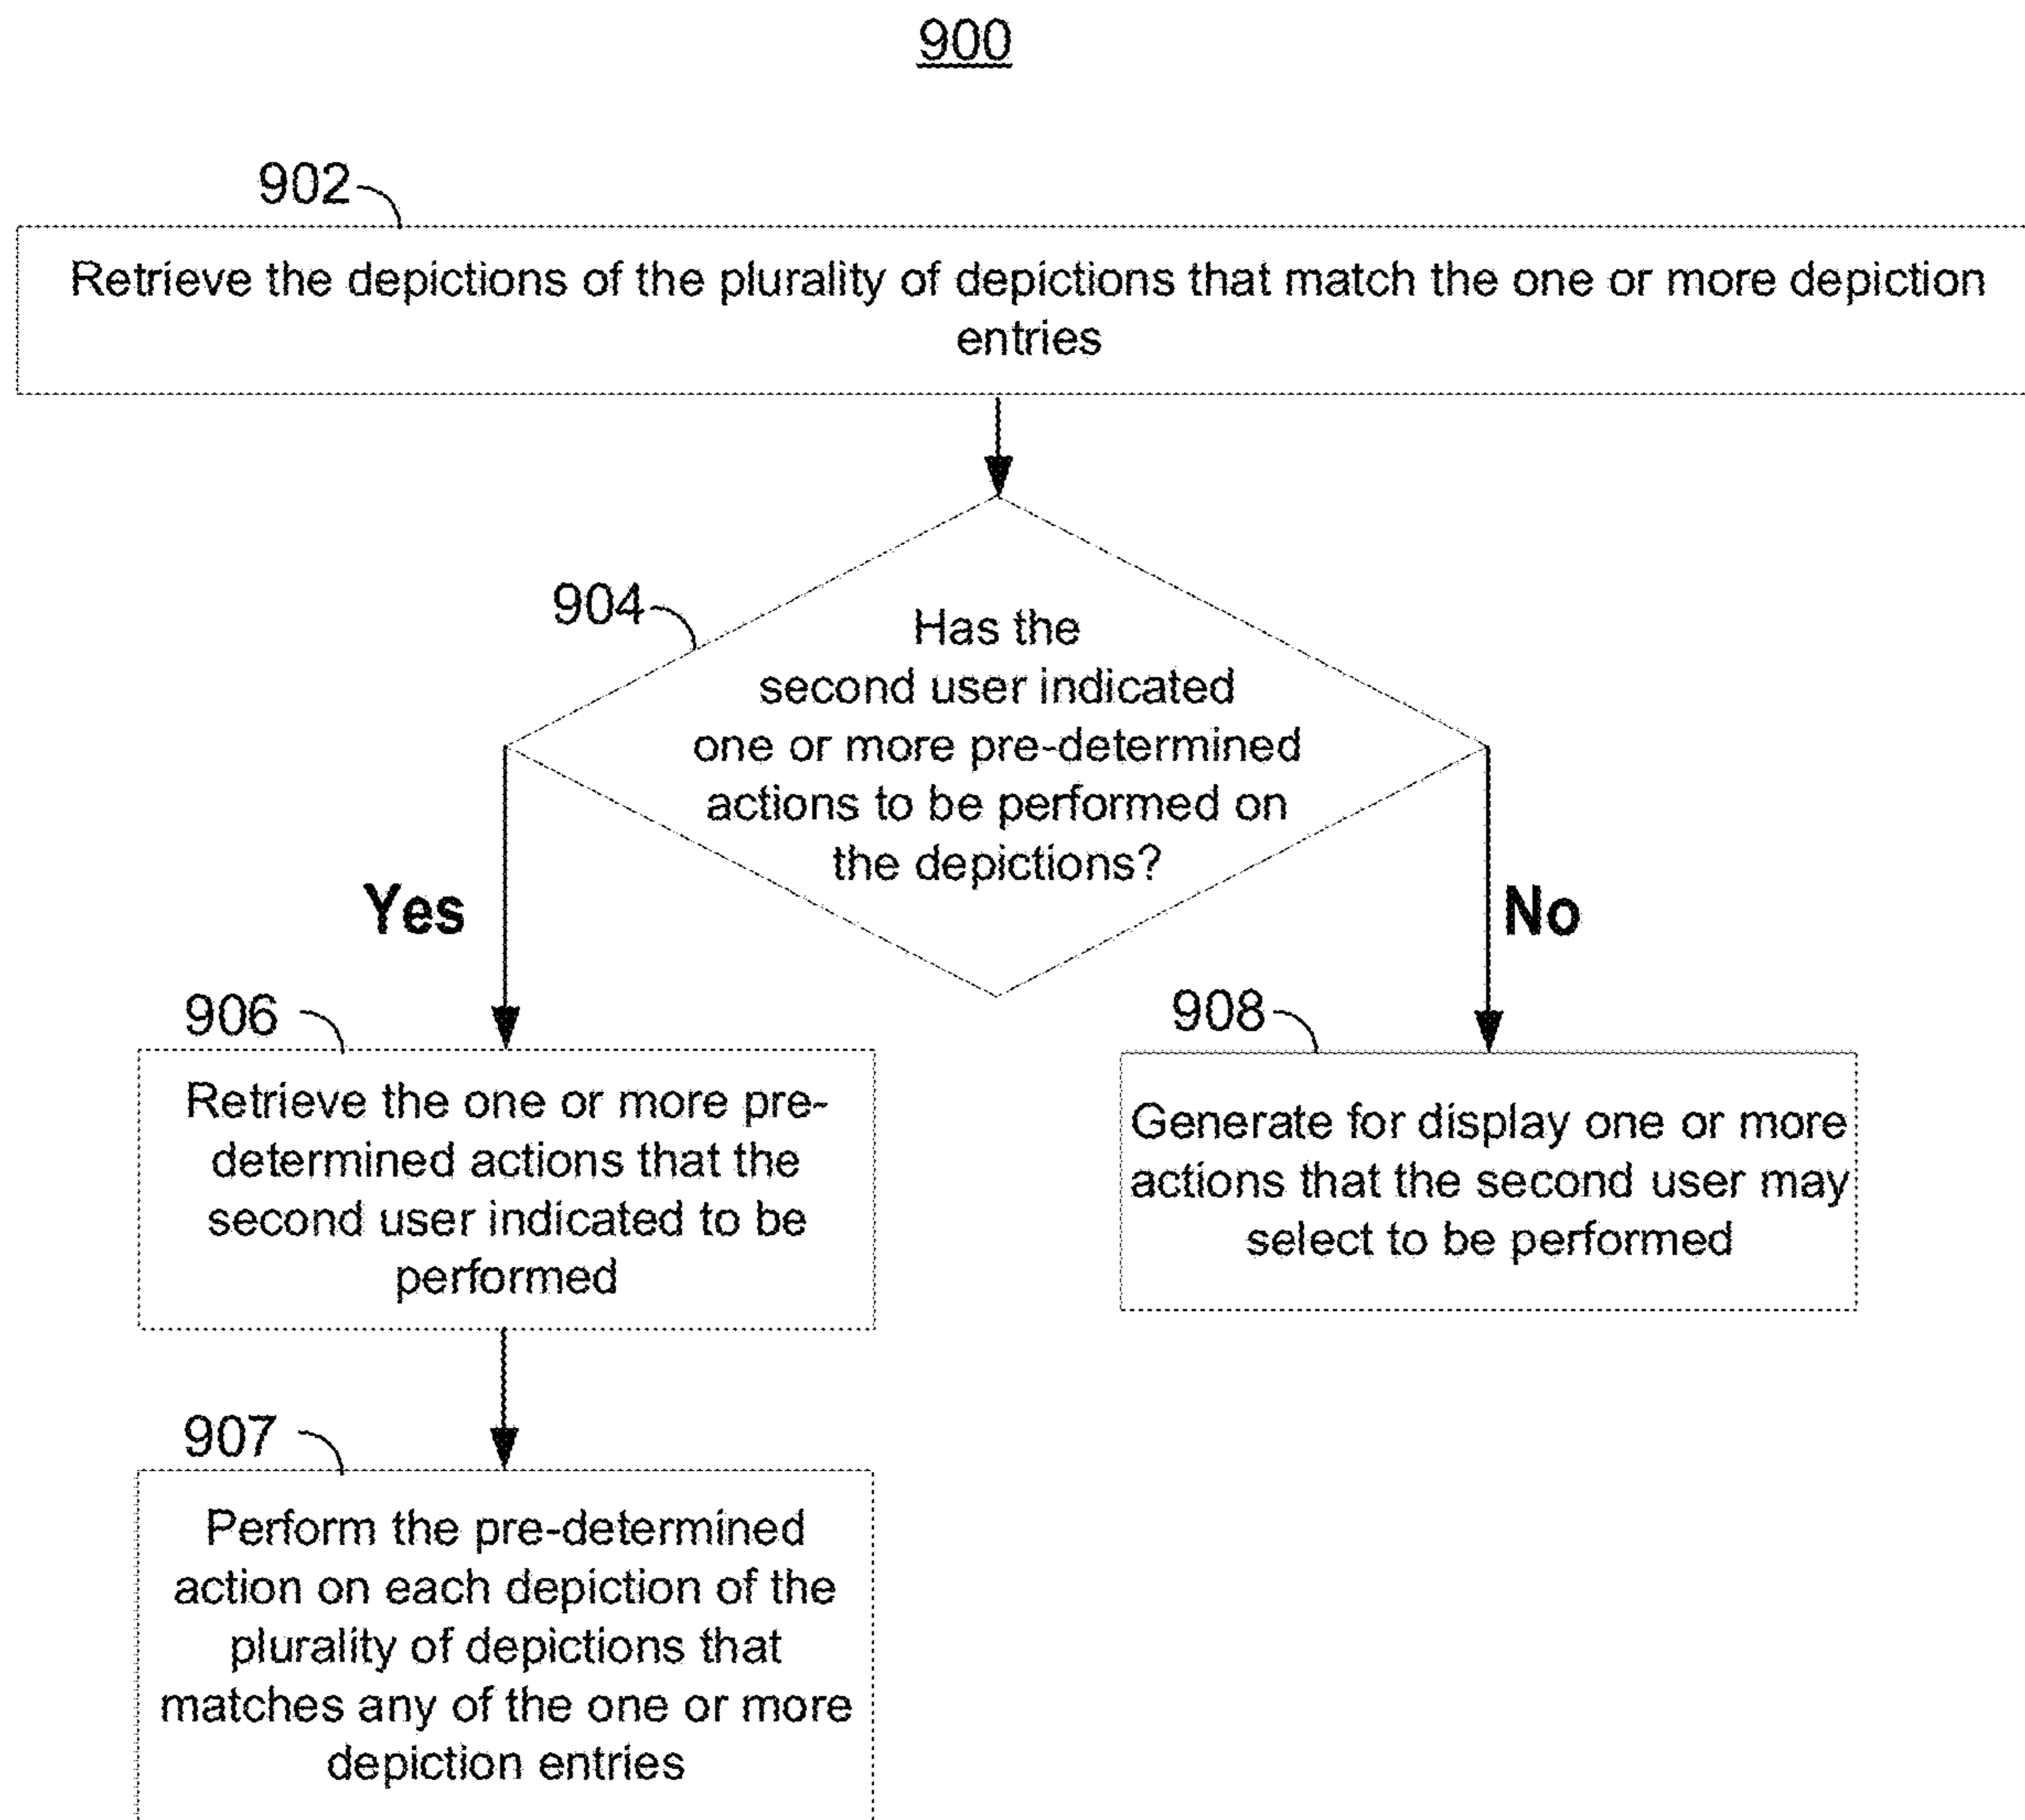 900
902
Retrieve the depictions of the plurality of depictions that match the one or more depiction
entries
904
Has the
second user indicated
one or more pre-determined
actions to be performed on
the depictions?
Yes
No
906
Retrieve the one or more pre-
determined actions that the
second user indicated to be
performed
908
Generate for display one or more
actions that the second user may
select to be performed
907
Perform the pre-determined
action on each depiction of the
plurality of depictions that
matches any of the one or more
depiction entries